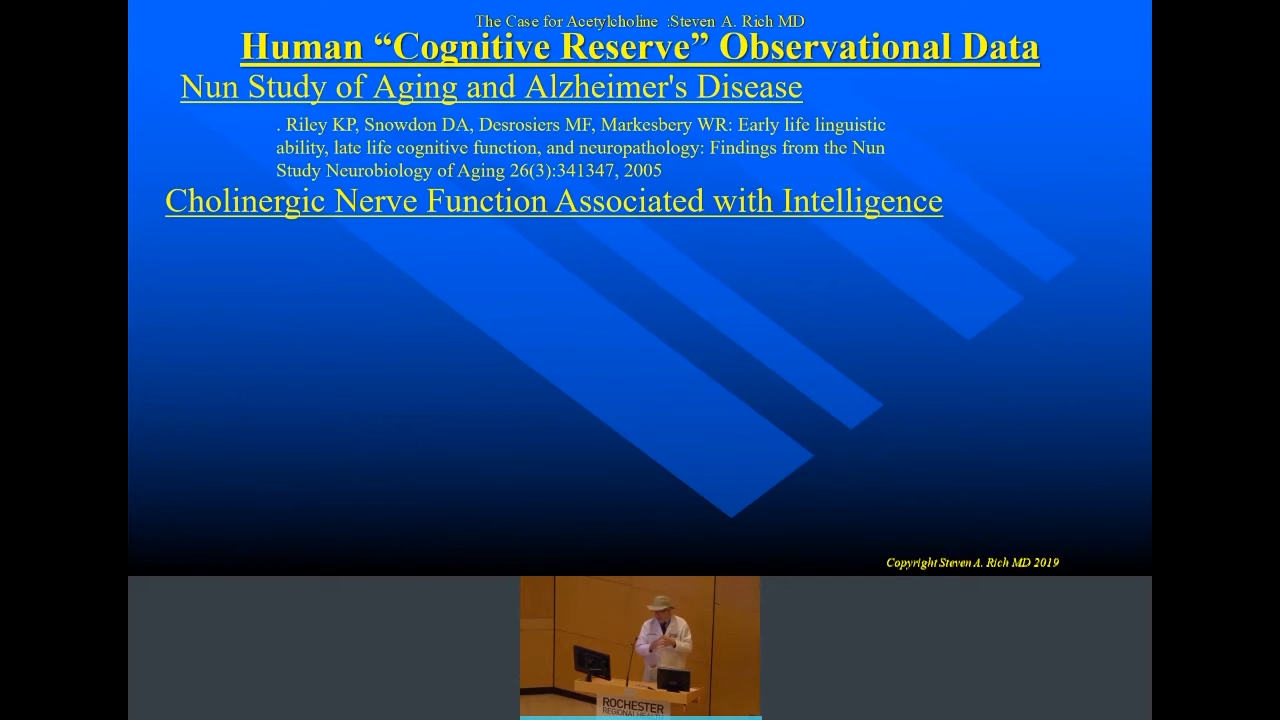 The Case for Acetylcholine :Steven A. Rich MD
Human “Cognitive Reserve” Observational Data
Nun Study of Aging and Alzheimer's Disease
. Riley KP, Snowdon DA, Desrosiers MF, Markesbery WR: Early life linguistic
ability, late life cognitive function, and neuropathology: Findings from the Nun
Study Neurobiology of Aging 26(3):341347, 2005
Cholinergic Nerve Function Associated with Intelligence
Copyright Steven A. Rich MD 2019
ROCHESTER
REGIONAL HEALTH